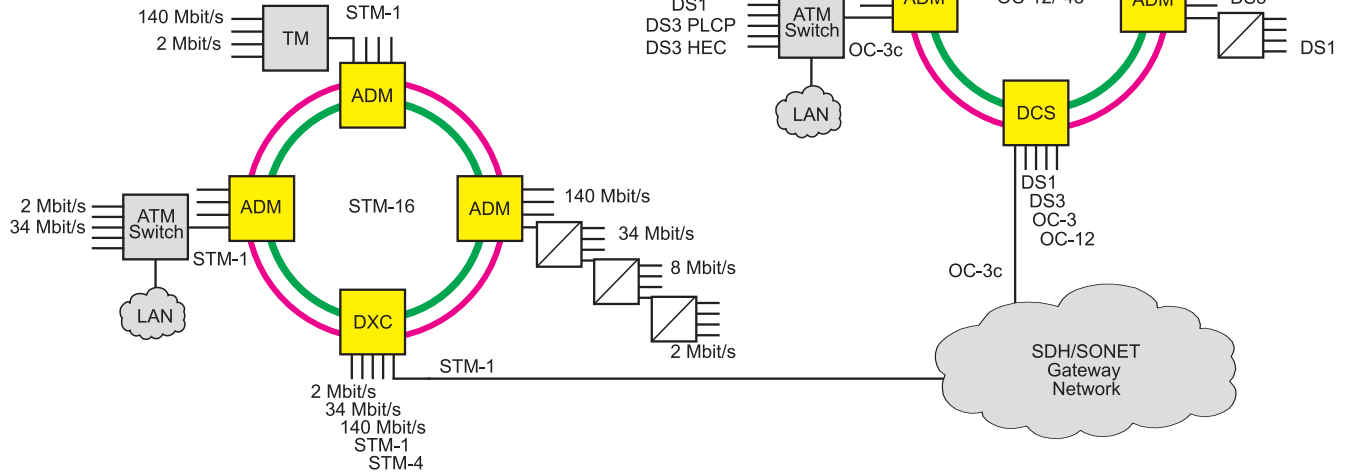 140 Mbit/s
2 Mbit/s
TM
STM-1
ADM
2 Mbit/s
34 Mbit/s
ATM
Switch
STM-1
LAN
ADM
STM-16
ADM
140 Mbit/s
34 Mbit/s
8 Mbit/s
2 Mbit/s
DXC
STM-1
2 Mbit/s
34 Mbit/s
140 Mbit/s
STM-1
STM-4
DS1
DS3 PLCP
DS3 HEC
ATM
Switch
OC-3c
LAN
ADM
ADM
DS1
DCS
DS1
DS3
OC-3
OC-12
OC-3c
SDH/SONET
Gateway
Network